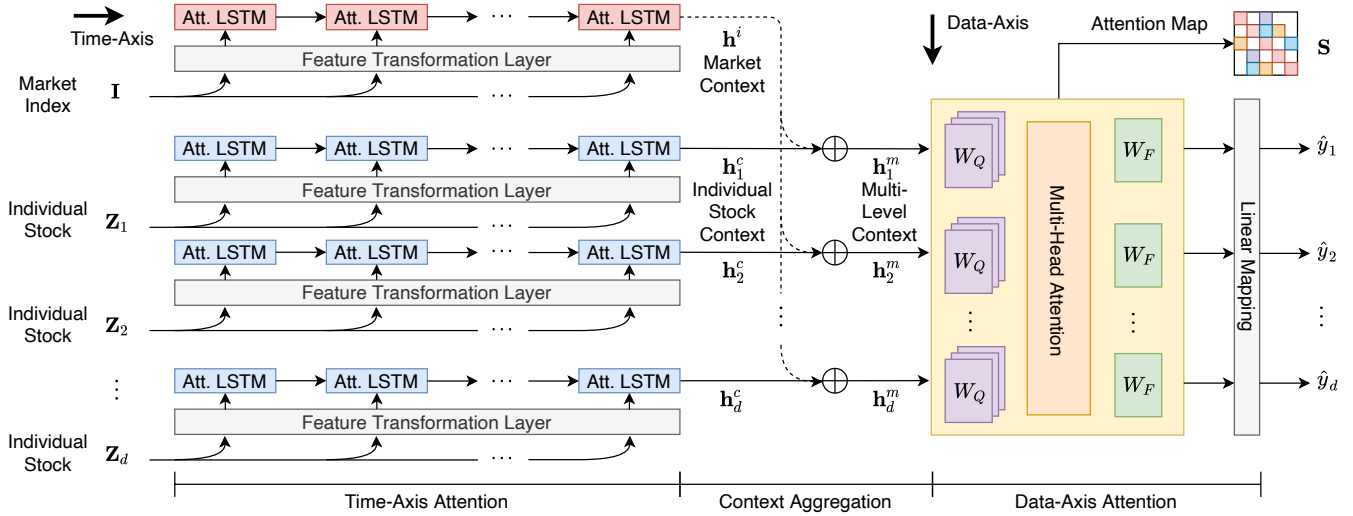 Time-Axis
Att. LSTM Att. LSTM ··· Att. LSTM
Feature Transformation Layer
Market
Index
I
···
h^i
Market
Context
Data-Axis
Attention Map
S
Att. LSTM Att. LSTM ··· Att. LSTM
Feature Transformation Layer
Individual
Stock
Z_1
···
h_1^c
Individual
Stock
Context
h_1^m
Multi-
Level
Context
Att. LSTM Att. LSTM ··· Att. LSTM
Feature Transformation Layer
Individual
Stock
Z_2
···
h_2^c
h_2^m
⋮
⋮
Att. LSTM Att. LSTM ··· Att. LSTM
Feature Transformation Layer
Individual
Stock
Z_d
···
h_d^c
h_d^m
W_Q
W_Q
⋮
W_Q
Multi-Head Attention
W_F
W_F
⋮
W_F
Linear Mapping
ŷ_1
ŷ_2
⋮
ŷ_d
Time-Axis Attention
Context Aggregation
Data-Axis Attention